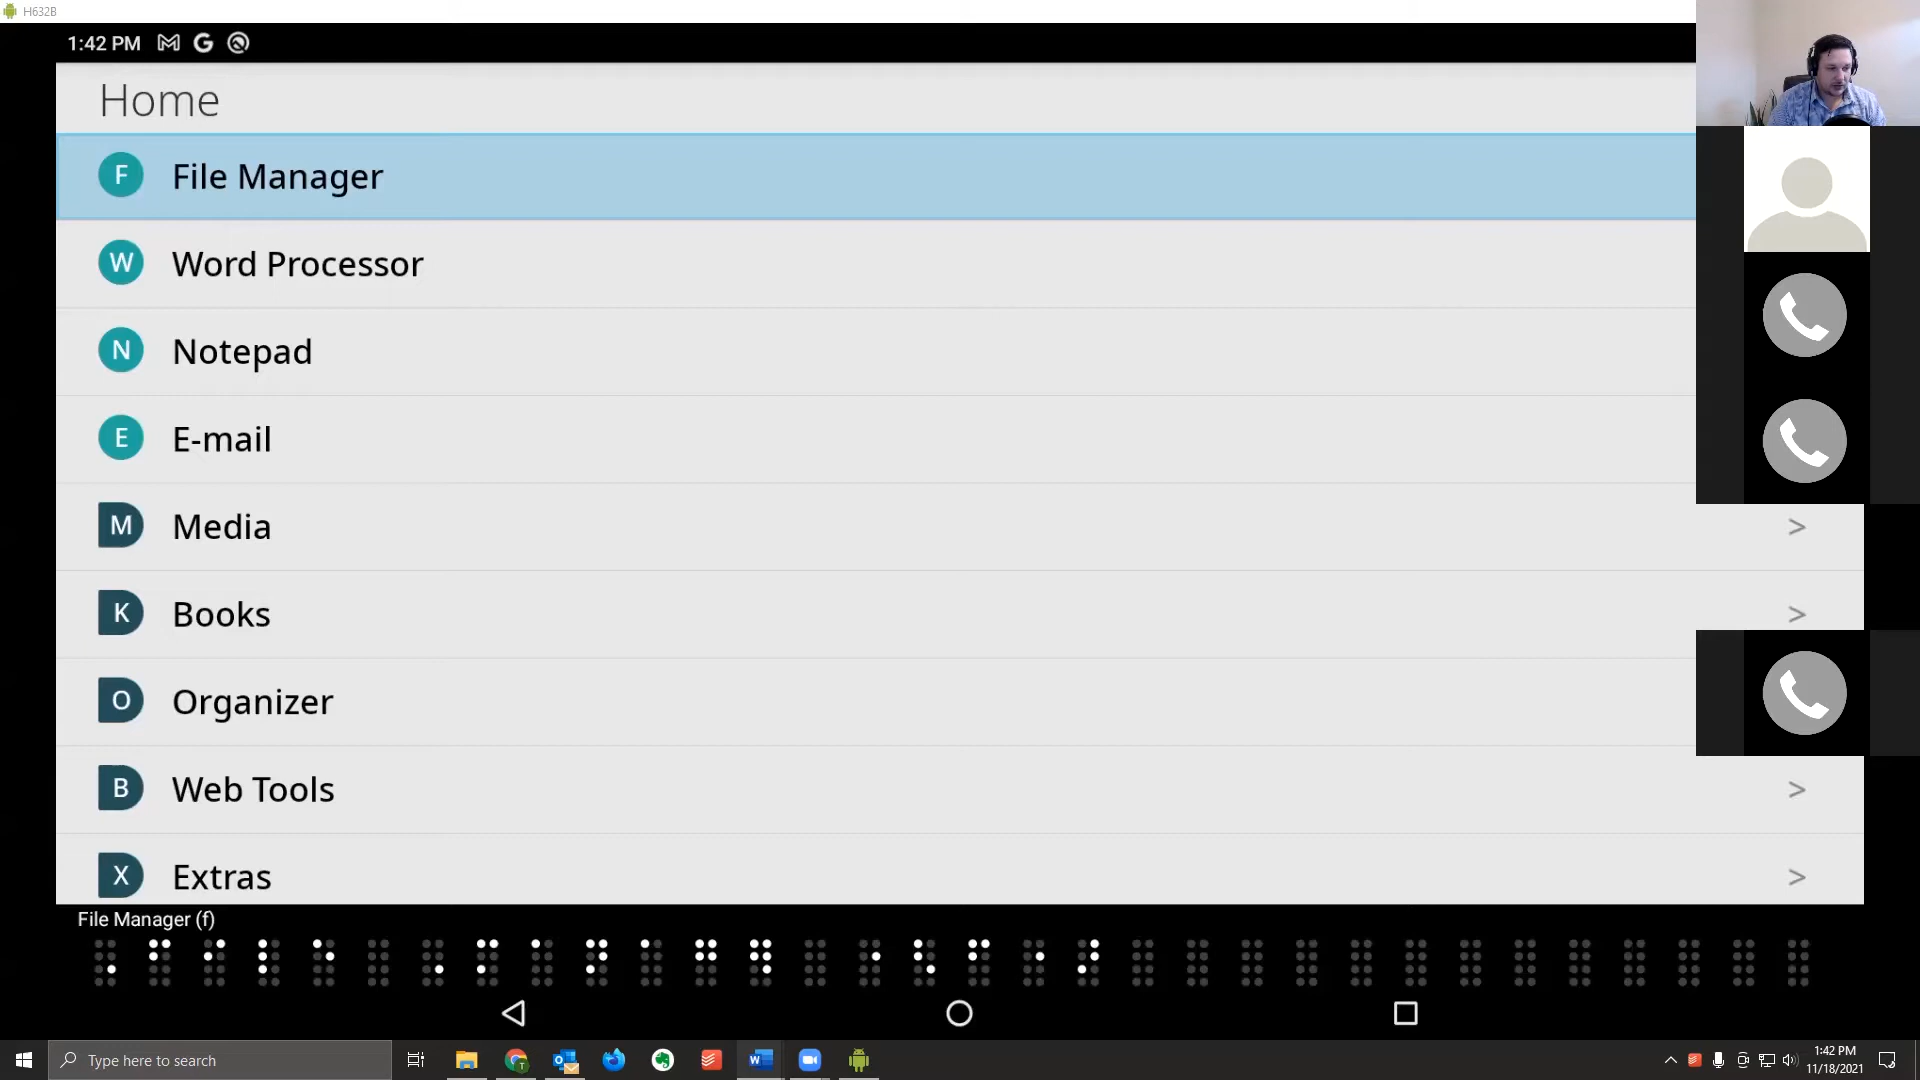 H632B
1:42 PM
Home
F File Manager
W Word Processor
N Notepad
E E-mail
M Media >
K Books >
O Organizer
B Web Tools >
X Extras >
File Manager (f)
Type here to search
1:42 PM
11/18/2021